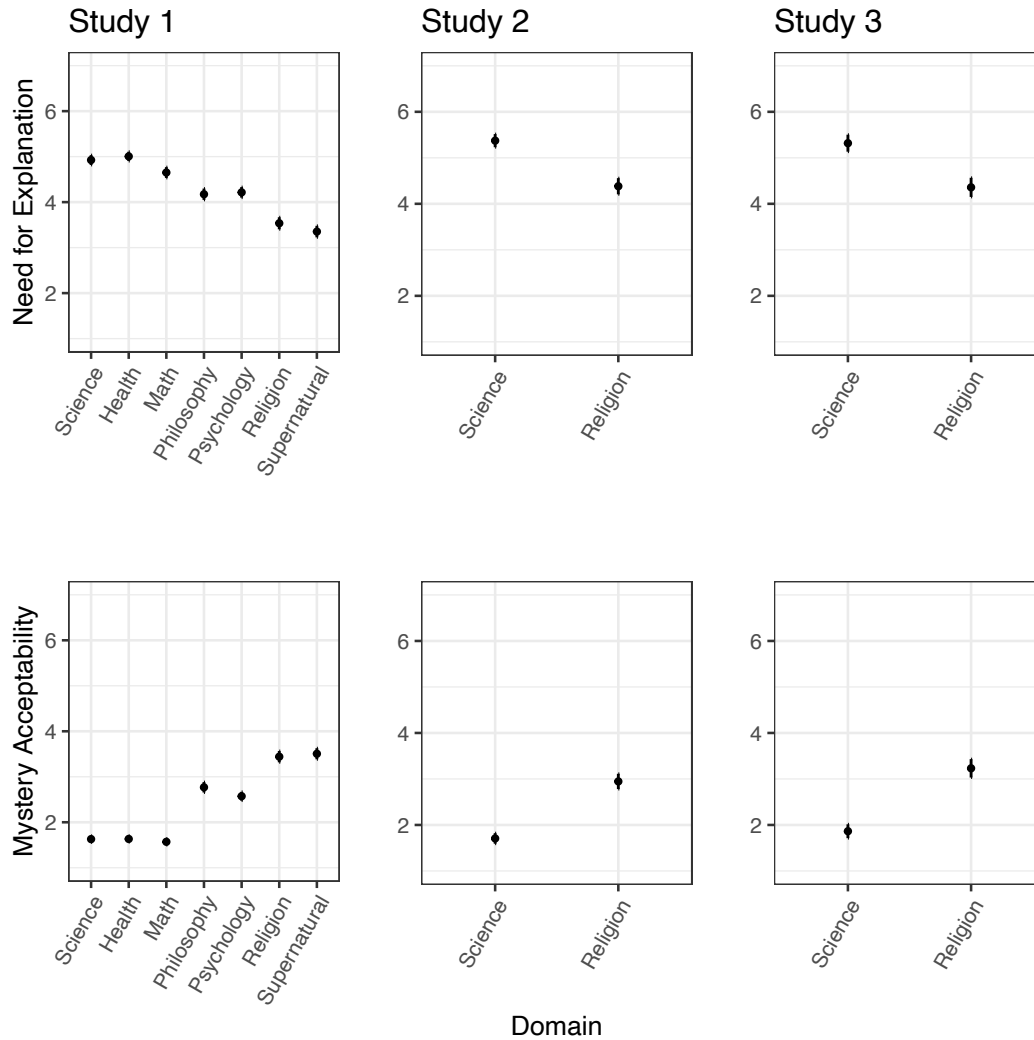 Study 1
Study 2
Study 3
Need for Explanation
6
4
2
6
4
2
6
4
2
Science
Health
Math
Philosophy
Psychology
Religion
Supernatural
Science
Religion
Science
Religion
Mystery Acceptability
6
4
2
6
4
2
6
4
2
Science
Health
Math
Philosophy
Psychology
Religion
Supernatural
Science
Religion
Science
Religion
Domain